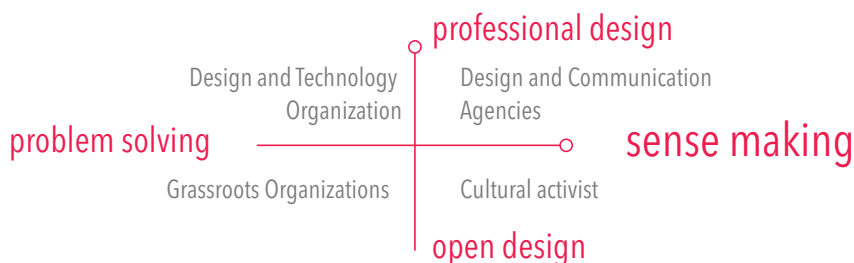 professional design
Design and Technology
Organization
Design and Communication
Agencies
problem solving
sense making
Grassroots Organizations
Cultural activist
open design